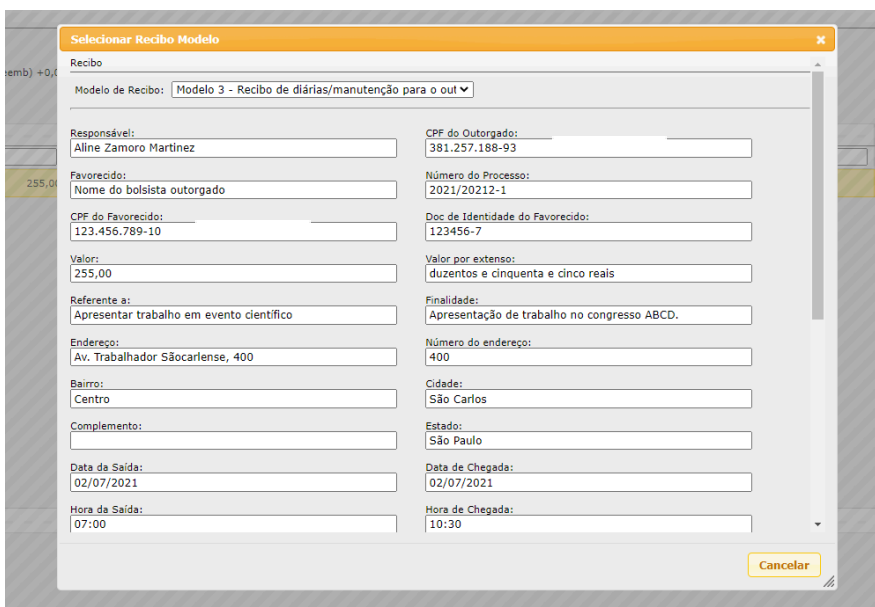 Selecionar Recibo Modelo
Recibo
eemb) +0,0
Modelo de Recibo: Modelo 3 - Recibo de diárias/manutenção para o out
Responsável: CPF do Outorgado:
Aline Zamoro Martinez 381.257.188-93
Favorecido: Número do Processo:
255,00 Nome do bolsista outorgado 2021/20212-1
CPF do Favorecido: Doc de Identidade do Favorecido:
123.456.789-10 123456-7
Valor: Valor por extenso:
255,00 duzentos e cinquenta e cinco reais
Referente a: Finalidade:
Apresentar trabalho em evento científico Apresentação de trabalho no congresso ABCD.
Endereço: Número do endereço:
Av. Trabalhador Sãocarlense, 400 400
Bairro: Cidade:
Centro São Carlos
Complemento: Estado:
São Paulo
Data da Saída: Data de Chegada:
02/07/2021 02/07/2021
Hora da Saída: Hora de Chegada:
07:00 10:30
Cancelar